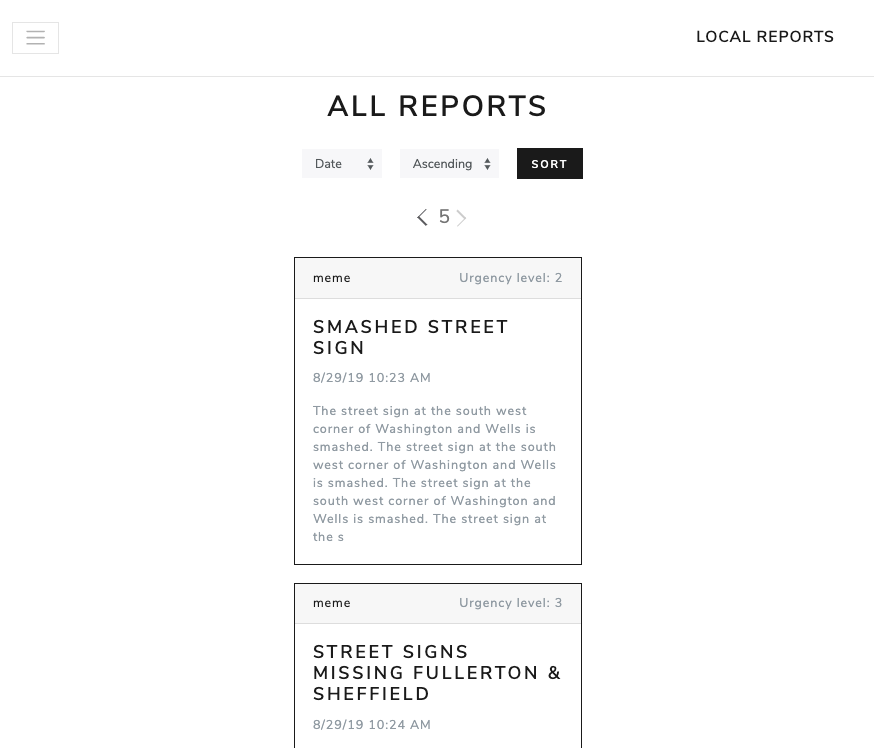 LOCAL REPORTS
ALL REPORTS
Date
Ascending
SORT
5
meme
Urgency level: 2
SMASHED STREET
SIGN
8/29/19 10:23 AM
The street sign at the south west
corner of Washington and Wells is
smashed. The street sign at the south
west corner of Washington and Wells
is smashed. The street sign at the
south west corner of Washington and
Wells is smashed. The street sign at
the s
meme
Urgency level: 3
STREET SIGNS
MISSING FULLERTON &
SHEFFIELD
8/29/19 10:24 AM